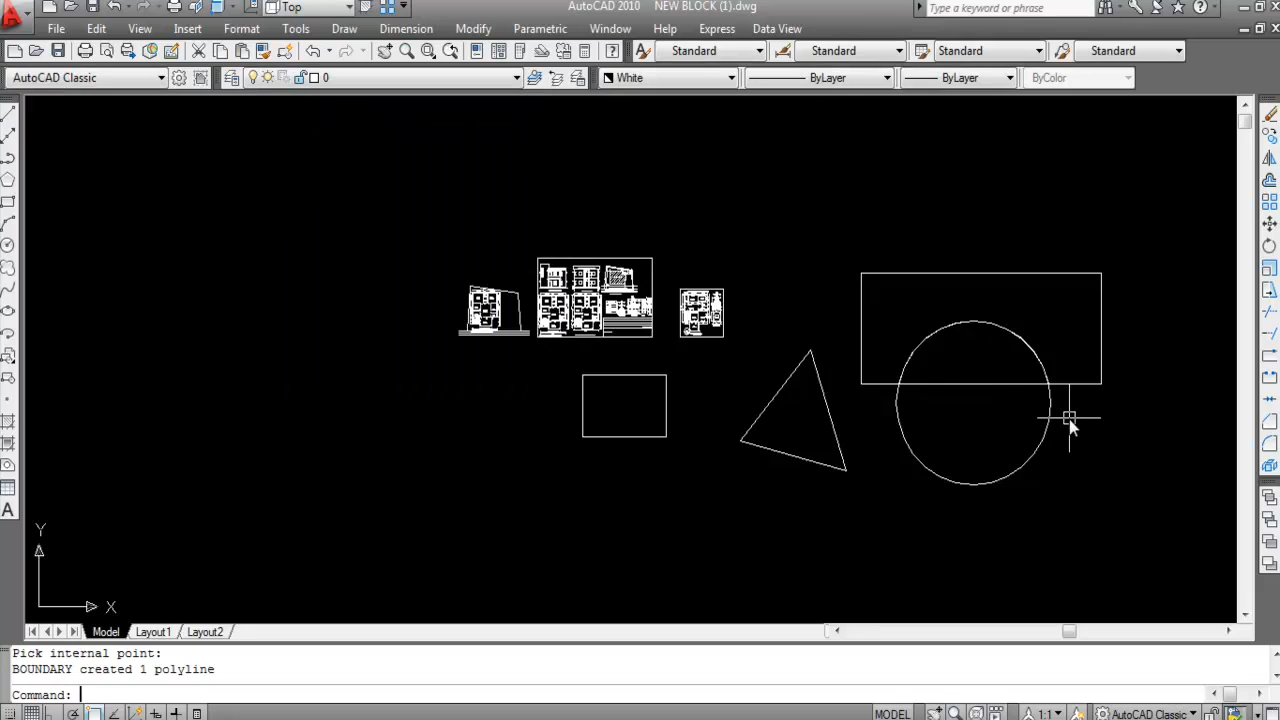 Top
AutoCAD 2010 NEW BLOCK (1).dwg
Type a keyword or phrase
File Edit View Insert Format Tools Draw Dimension Modify Parametric Window Help Express Data View
Standard Standard Standard Standard
AutoCAD Classic 0 White ByLayer ByLayer ByColor
Y
X
Model Layout1 Layout2
Pick internal point:
BOUNDARY created 1 polyline
Command:
MODEL 1:1 AutoCAD Classic